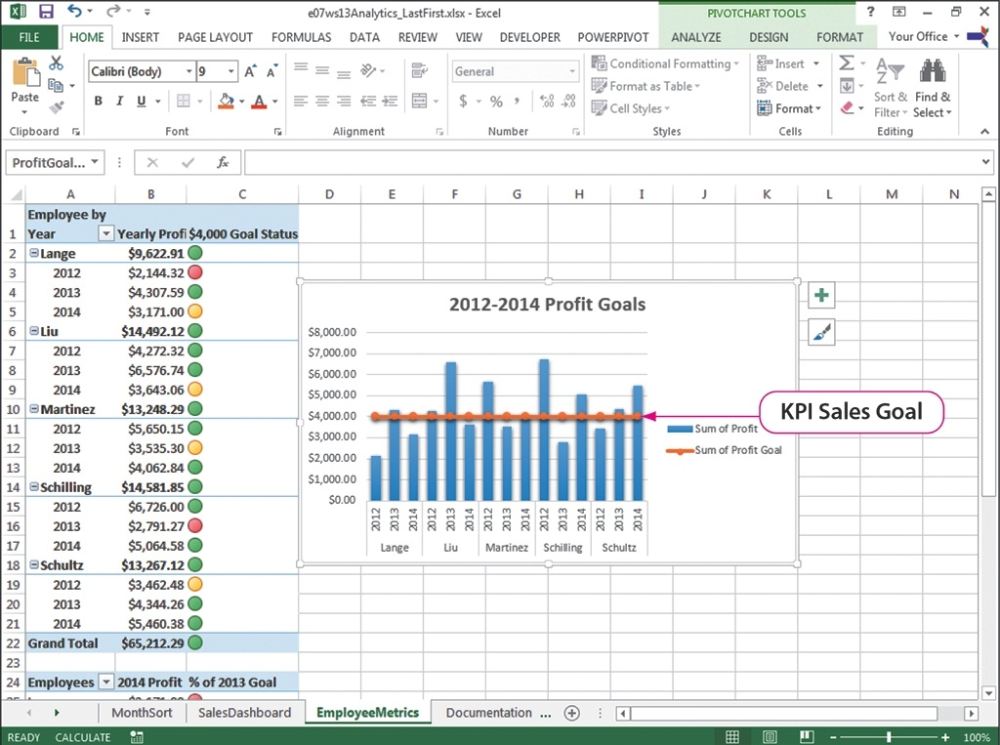 e07ws13Analytics_LastFirst.xlsx - Excel
PIVOTCHART TOOLS
?
FILE HOME INSERT PAGE LAYOUT FORMULAS DATA REVIEW VIEW DEVELOPER POWERPIVOT ANALYZE DESIGN FORMAT Your Office
Paste
Calibri (Body) 9
B I U
General
$ % ,
Conditional Formatting
Format as Table
Cell Styles
Insert
Delete
Format
Sort & Filter
Find & Select
Clipboard Font Alignment Number Styles Cells Editing
ProfitGoal... fx
A B C D E F G H I J K L M N
Employee by
1 Year Yearly Profi $4,000 Goal Status
2 Lange $9,622.91
3 2012 $2,144.32
4 2013 $4,307.59
5 2014 $3,171.00
6 Liu $14,492.12
7 2012 $4,272.32
8 2013 $6,576.74
9 2014 $3,643.06
10 Martinez $13,248.29
11 2012 $5,650.15
12 2013 $3,535.30
13 2014 $4,062.84
14 Schilling $14,581.85
15 2012 $6,726.00
16 2013 $2,791.27
17 2014 $5,064.58
18 Schultz $13,267.12
19 2012 $3,462.48
20 2013 $4,344.26
21 2014 $5,460.38
22 Grand Total $65,212.29
23
24 Employees 2014 Profit % of 2013 Goal
2012-2014 Profit Goals
$8,000.00
$7,000.00
$6,000.00
$5,000.00
$4,000.00
$3,000.00
$2,000.00
$1,000.00
$0.00
2012 2013 2014 2012 2013 2014 2012 2013 2014 2012 2013 2014 2012 2013 2014
Lange Liu Martinez Schilling Schultz
KPI Sales Goal
Sum of Profit
Sum of Profit Goal
MonthSort SalesDashboard EmployeeMetrics Documentation ...
READY CALCULATE 100%